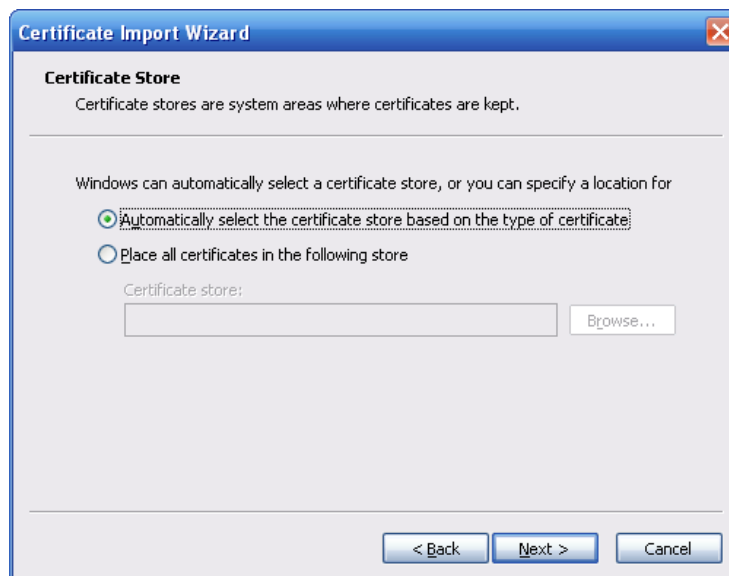 Certificate Import Wizard
Certificate Store
Certificate stores are system areas where certificates are kept.
Windows can automatically select a certificate store, or you can specify a location for
Automatically select the certificate store based on the type of certificate
Place all certificates in the following store
Certificate store:
Browse...
< Back
Next >
Cancel